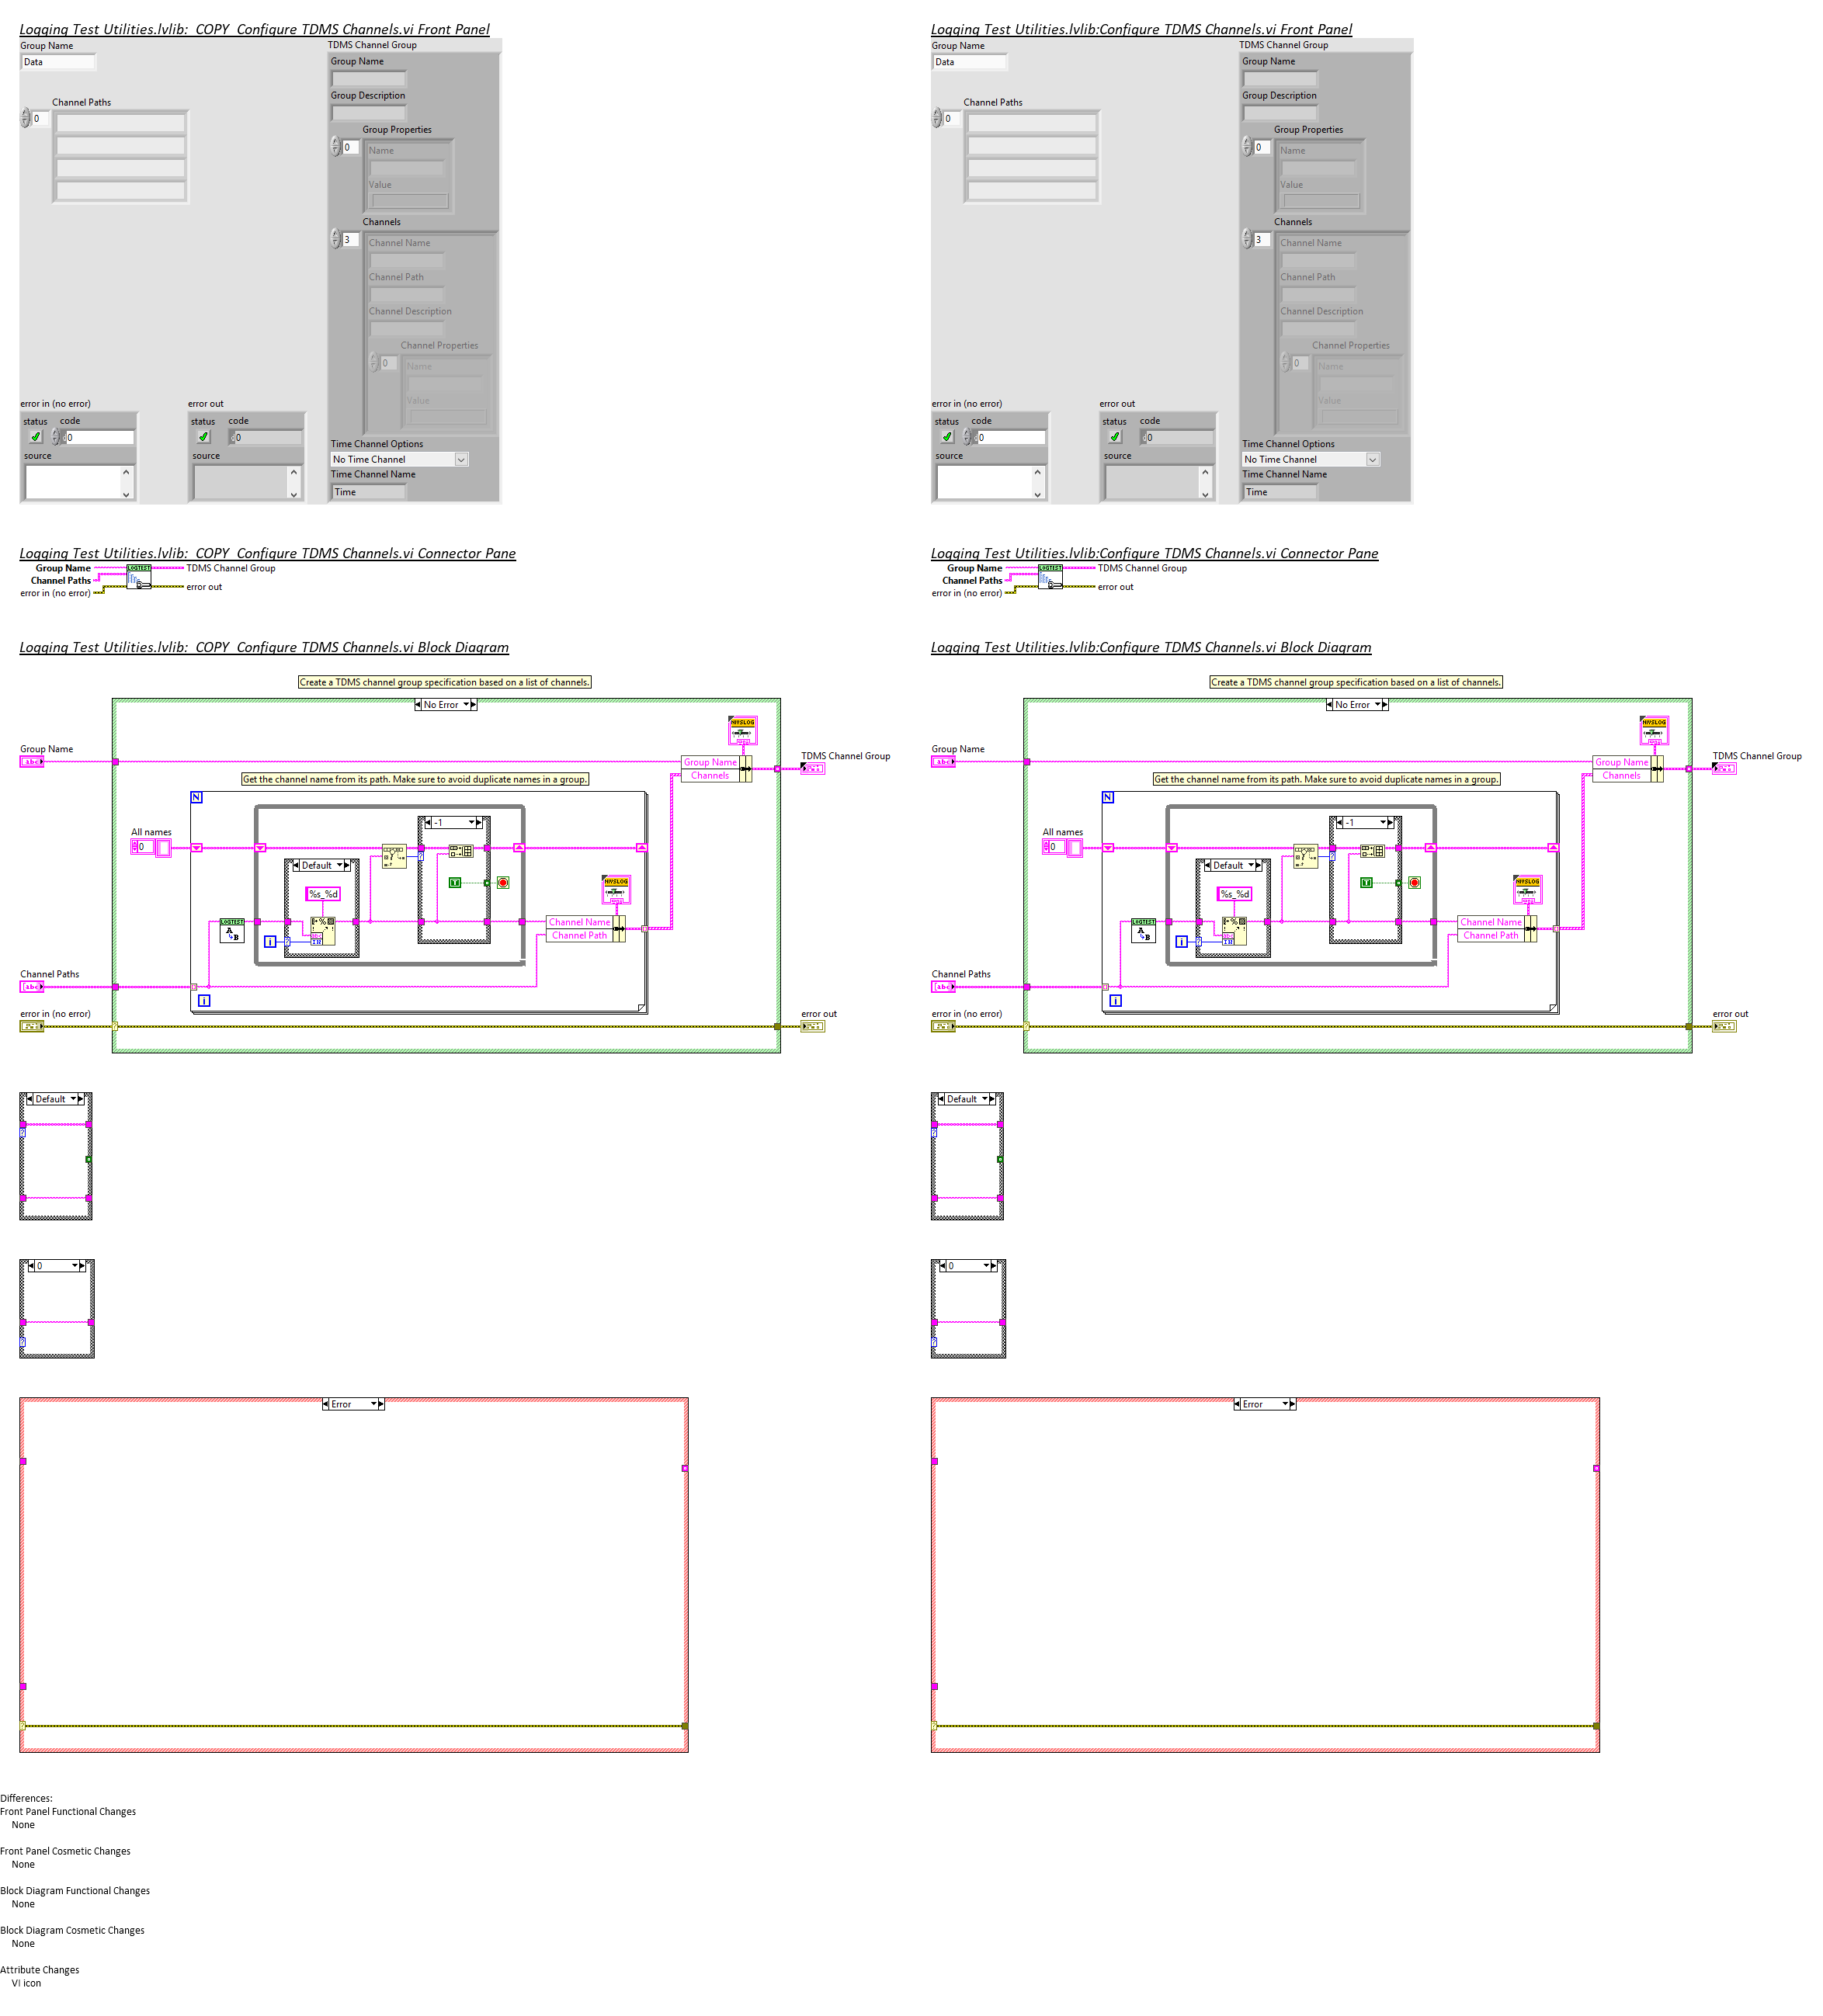 Logging Test Utilities.lvlib:_COPY_Configure TDMS Channels.vi Front Panel
Group Name
Data
Channel Paths
0
TDMS Channel Group
Group Name
Group Description
Group Properties
0
Name
Value
Channels
3
Channel Name
Channel Path
Channel Description
Channel Properties
0
Name
Value
error in (no error)
status code
0
source
error out
status code
0
source
Time Channel Options
No Time Channel
Time Channel Name
Time
Logging Test Utilities.lvlib:Configure TDMS Channels.vi Front Panel
Group Name
Data
Channel Paths
0
TDMS Channel Group
Group Name
Group Description
Group Properties
0
Name
Value
Channels
3
Channel Name
Channel Path
Channel Description
Channel Properties
0
Name
Value
error in (no error)
status code
0
source
error out
status code
0
source
Time Channel Options
No Time Channel
Time Channel Name
Time
Logging Test Utilities.lvlib:_COPY_Configure TDMS Channels.vi Connector Pane
Group Name
Channel Paths
error in (no error)
LOGTEST
TDMS Channel Group
error out
Logging Test Utilities.lvlib:Configure TDMS Channels.vi Connector Pane
Group Name
Channel Paths
error in (no error)
LOGTEST
TDMS Channel Group
error out
Logging Test Utilities.lvlib:_COPY_Configure TDMS Channels.vi Block Diagram
Create a TDMS channel group specification based on a list of channels.
No Error
Group Name
abc
Group Name
Channels
TDMS Channel Group
Get the channel name from its path. Make sure to avoid duplicate names in a group.
N
All names
0
-1
Default
%s_%d
T
LOGTEST
A
B
i
Channel Name
Channel Path
Channel Paths
abc
i
error in (no error)
error out
Default
0
Error
Logging Test Utilities.lvlib:Configure TDMS Channels.vi Block Diagram
Create a TDMS channel group specification based on a list of channels.
No Error
Group Name
abc
Group Name
Channels
TDMS Channel Group
Get the channel name from its path. Make sure to avoid duplicate names in a group.
N
All names
0
-1
Default
%s_%d
T
LOGTEST
A
B
i
Channel Name
Channel Path
Channel Paths
abc
i
error in (no error)
error out
Default
0
Error
Differences:
Front Panel Functional Changes
None
Front Panel Cosmetic Changes
None
Block Diagram Functional Changes
None
Block Diagram Cosmetic Changes
None
Attribute Changes
VI icon